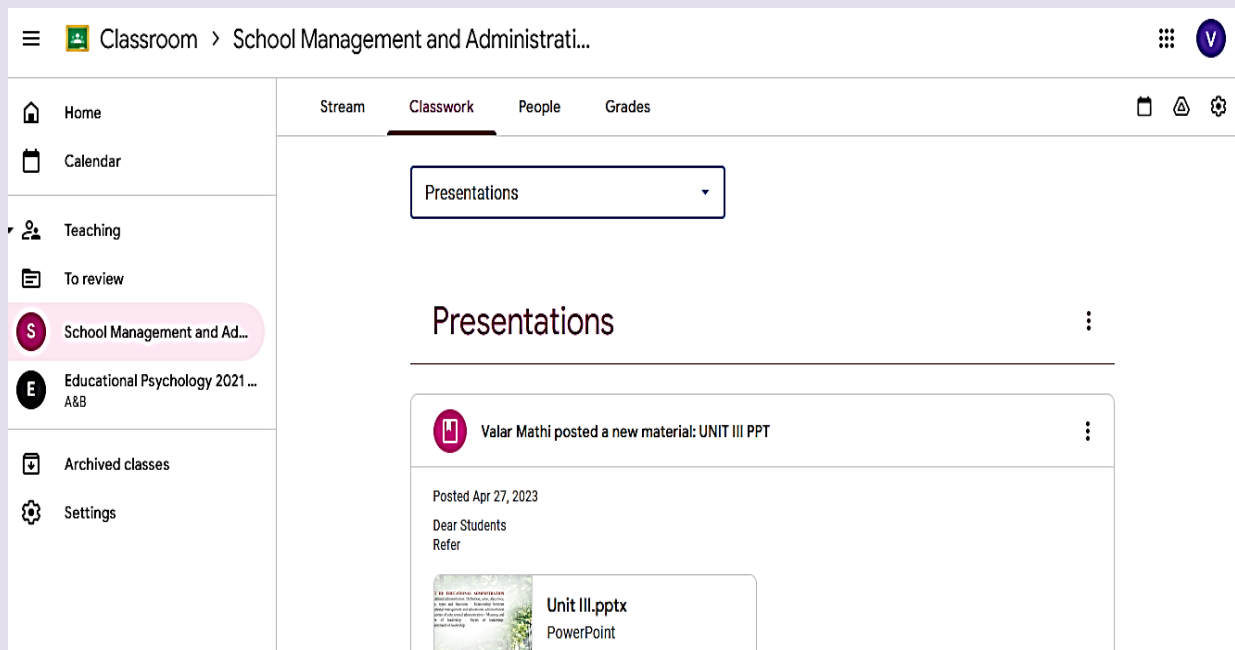 Classroom > School Management and Administrati...
V
Home
Calendar
Teaching
To review
S School Management and Ad...
E Educational Psychology 2021 ...
A&B
Archived classes
Settings
Stream Classwork People Grades
Presentations
Presentations
Valar Mathi posted a new material: UNIT III PPT
Posted Apr 27, 2023
Dear Students
Refer
Unit III.pptx
PowerPoint